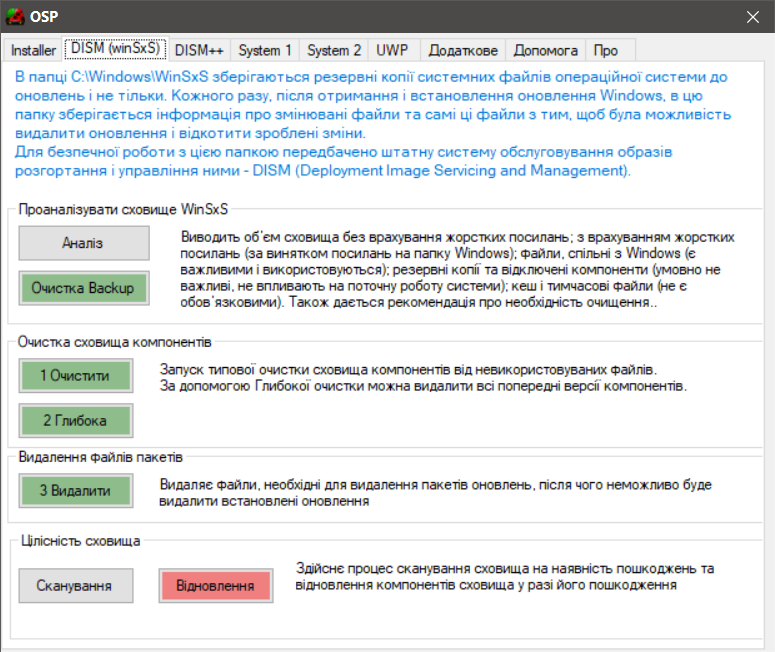 OSP
Installer DISM (winSxS) DISM++ System 1 System 2 UWP Додаткове Допомога Про
В папці C:\Windows\WinSxS зберігаються резервні копії системних файлів операційної системи до
оновлень і не тільки. Кожного разу, після отримання і встановлення оновлення Windows, в цю
папку зберігається інформація про змінювані файли та самі ці файли з тим, щоб була можливість
видалити оновлення і відкотити зроблені зміни.
Для безпечної роботи з цією папкою передбачено штатну систему обслуговування образів
розгортання і управління ними - DISM (Deployment Image Servicing and Management).
Проаналізувати сховище WinSxS
Аналіз
Очистка Backup
Виводить об'єм сховища без врахування жорстких посилань; з врахуванням жорстких
посилань (за винятком посилань на папку Windows); файли, спільні з Windows (є
важливими і використовуються); резервні копії та відключені компоненти (умовно не
важливі, не впливають на поточну роботу системи); кеш і тимчасові файли (не є
обов'язковими). Також дається рекомендація про необхідність очищення..
Очистка сховища компонентів
1 Очистити
2 Глибока
Запуск типової очистки сховища компонентів від невикористовуваних файлів.
За допомогою Глибокої очистки можна видалити всі попередні версії компонентів.
Видалення файлів пакетів
3 Видалити
Видаляє файли, необхідні для видалення пакетів оновлень, після чого неможливо буде
видалити встановлені оновлення
Цілісність сховища
Сканування
Відновлення
Здійснє процес сканування сховища на наявність пошкоджень та
відновлення компонентів сховища у разі його пошкодження